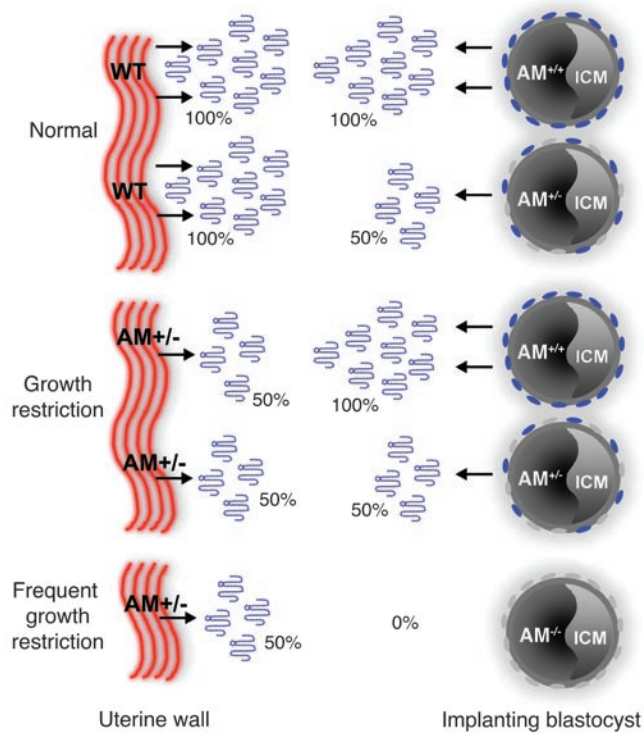 WT
100%
100%
AM+/+ ICM
Normal
WT
100%
50%
AM+/- ICM
AM+/-
50%
100%
AM+/+ ICM
Growth
restriction
AM+/-
50%
50%
AM+/- ICM
Frequent
growth
restriction
AM+/-
50%
0%
AM-/- ICM
Uterine wall
Implanting blastocyst